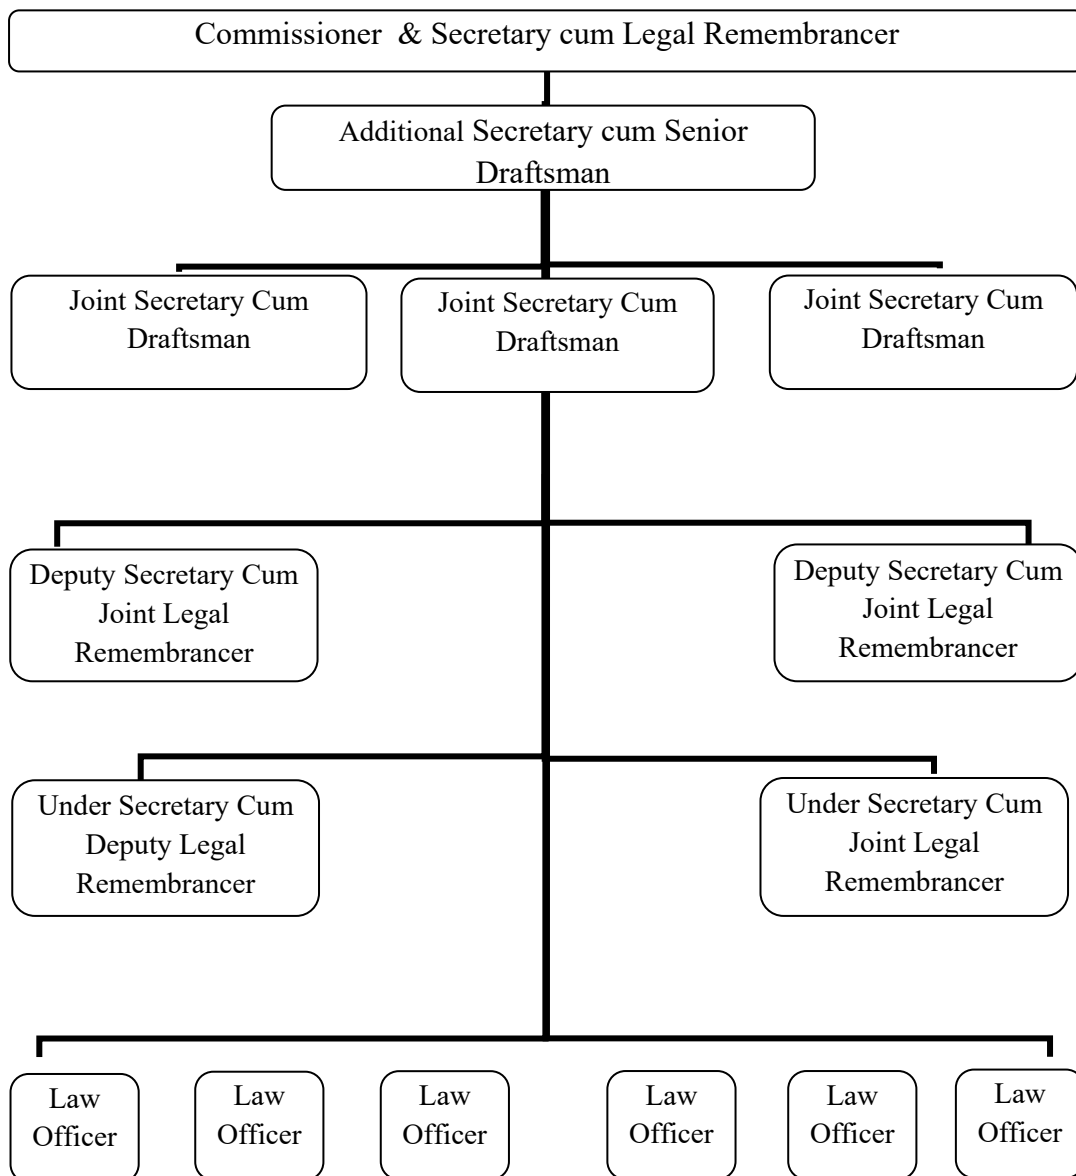 Commissioner & Secretary cum Legal Remembrancer
Additional Secretary cum Senior
Draftsman
Joint Secretary Cum
Draftsman
Joint Secretary Cum
Draftsman
Joint Secretary Cum
Draftsman
Deputy Secretary Cum
Joint Legal
Remembrancer
Deputy Secretary Cum
Joint Legal
Remembrancer
Under Secretary Cum
Deputy Legal
Remembrancer
Under Secretary Cum
Joint Legal
Remembrancer
Law
Officer
Law
Officer
Law
Officer
Law
Officer
Law
Officer
Law
Officer